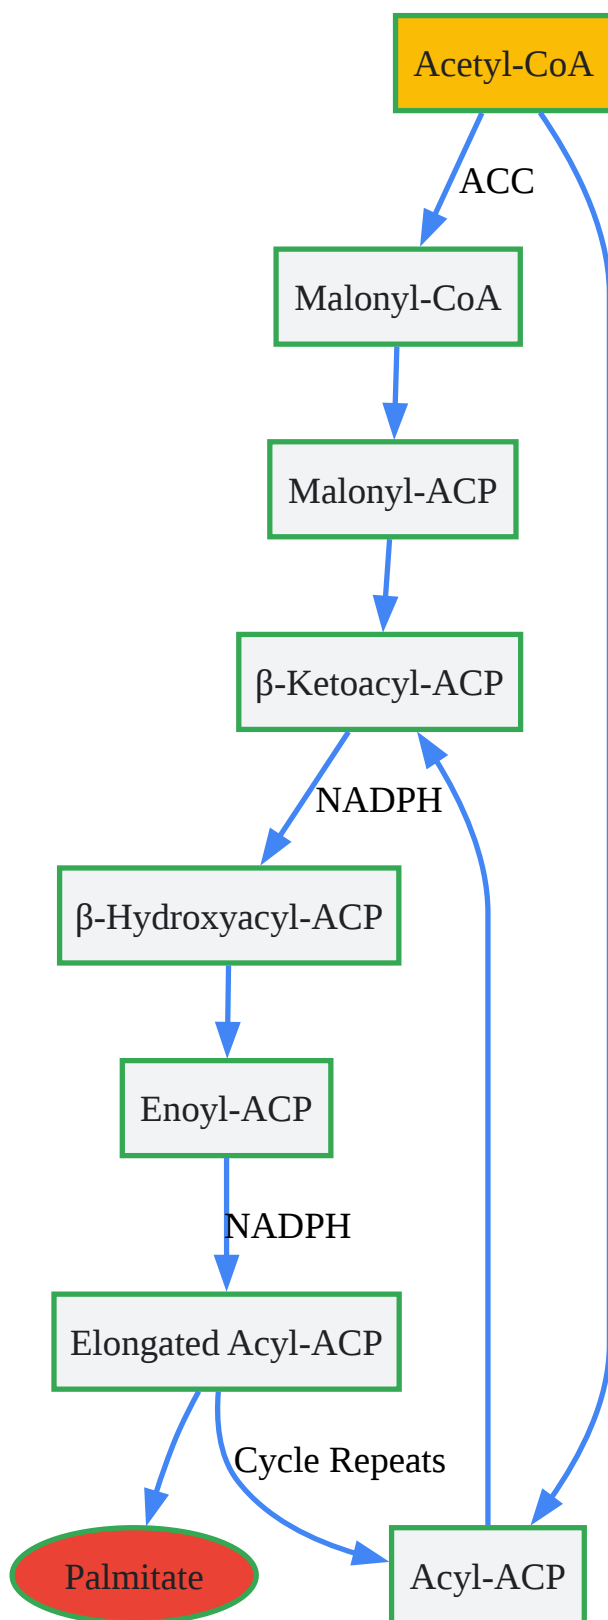 Acetyl-CoA
ACC
Malonyl-CoA
Malonyl-ACP
β-Ketoacyl-ACP
NADPH
β-Hydroxyacyl-ACP
Enoyl-ACP
NADPH
Elongated Acyl-ACP
Cycle Repeats
Palmitate
Acyl-ACP